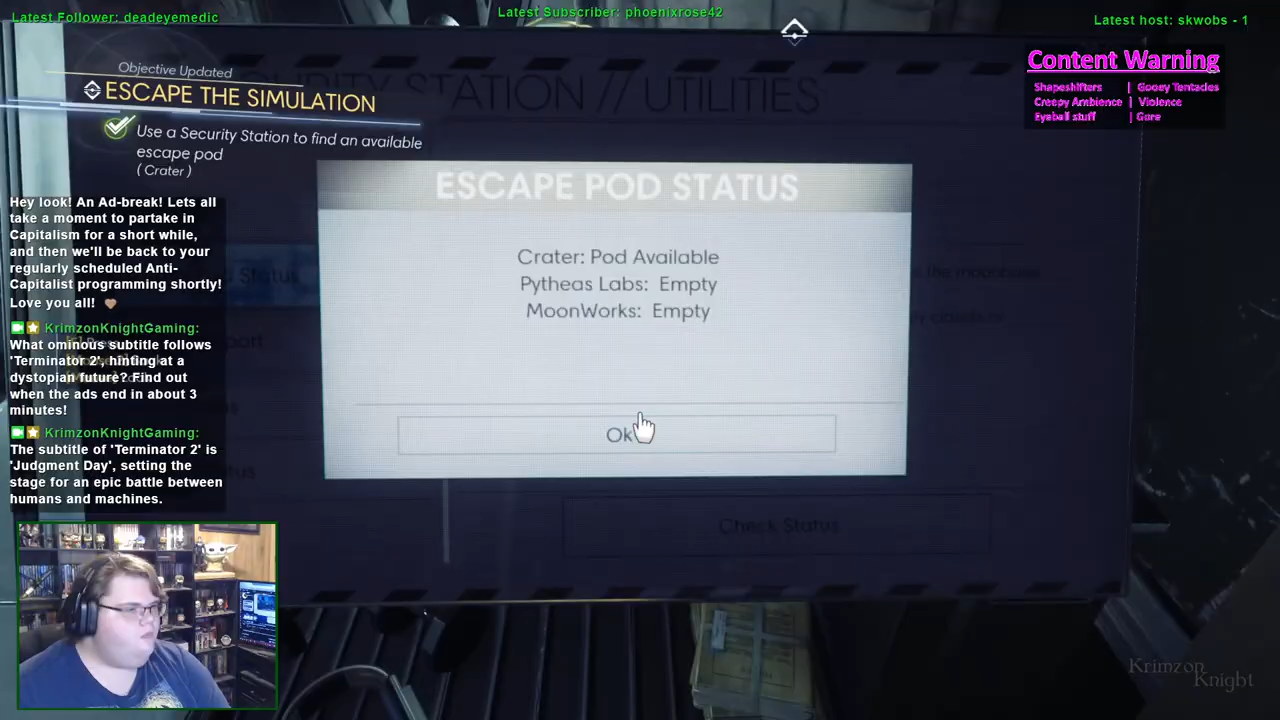 Latest Follower: deadeyemedic
Latest Subscriber: phoenixrose42
Latest host: skwobs - 1
Content Warning
Shapeshifters | Gooey Tentacles
Creepy Ambience | Violence
Eyeball stuff | Gore
Objective Updated
ESCAPE THE SIMULATION
Use a Security Station to find an available
escape pod
( Crater )
STATION // UTILITIES
ESCAPE POD STATUS
Crater: Pod Available
Pytheas Labs: Empty
MoonWorks: Empty
Ok
Check Status
Hey look! An Ad-break! Lets all
take a moment to partake in
Capitalism for a short while,
and then we'll be back to your
regularly scheduled Anti-
Capitalist programming shortly!
Love you all!
KrimzonKnightGaming:
What ominous subtitle follows
'Terminator 2', hinting at a
dystopian future? Find out
when the ads end in about 3
minutes!
KrimzonKnightGaming:
The subtitle of 'Terminator 2' is
'Judgment Day', setting the
stage for an epic battle between
humans and machines.
Krimzon
Knight